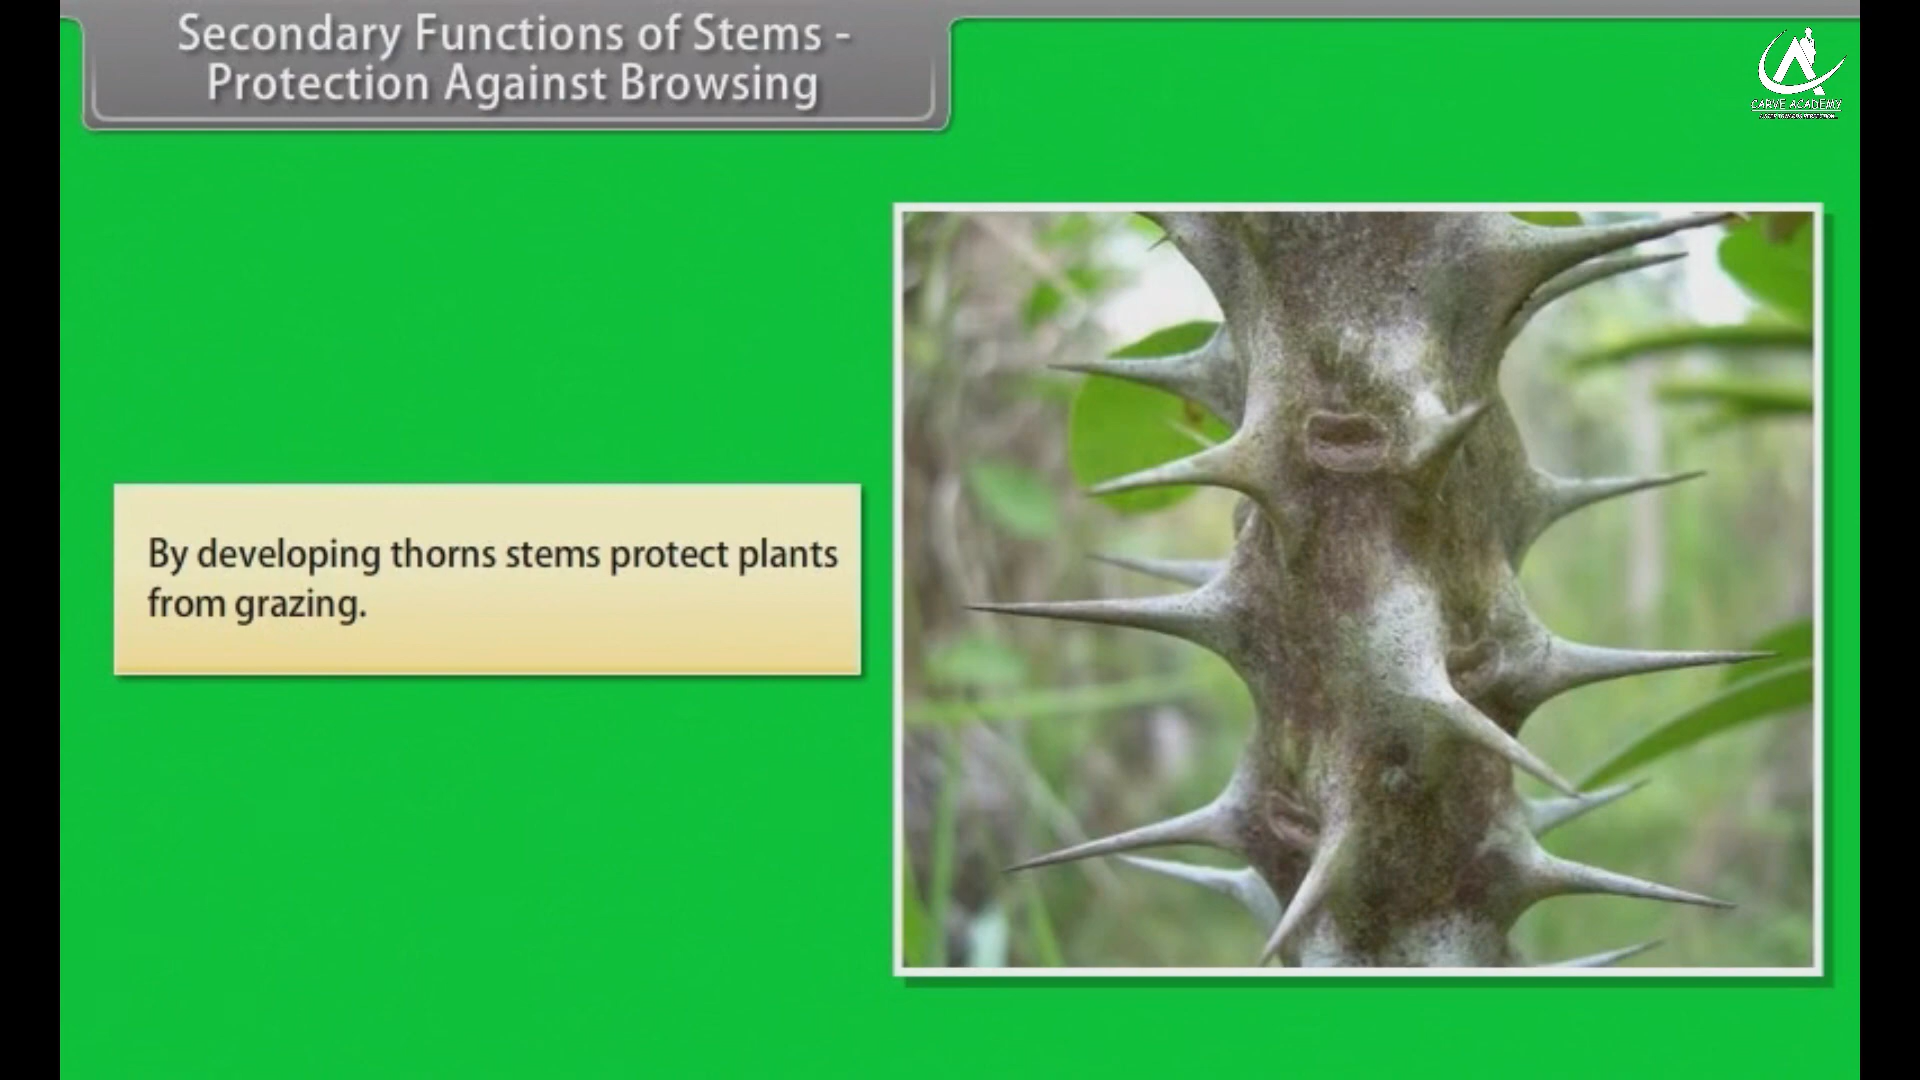 Secondary Functions of Stems -
Protection Against Browsing
CARVE ACADEMY
By developing thorns stems protect plants
from grazing.